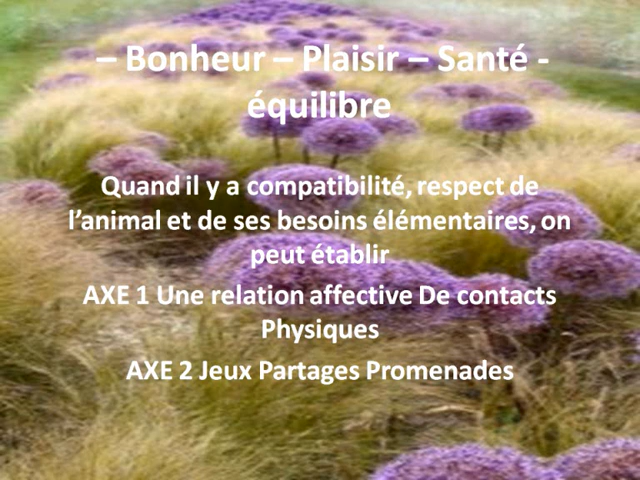 – Bonheur – Plaisir – Santé -
équilibre
Quand il y a compatibilité, respect de
l’animal et de ses besoins élémentaires, on
peut établir
AXE 1 Une relation affective De contacts
Physiques
AXE 2 Jeux Partages Promenades